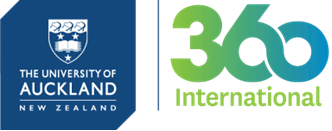 THE UNIVERSITY OF
AUCKLAND
NEW ZEALAND
360
International